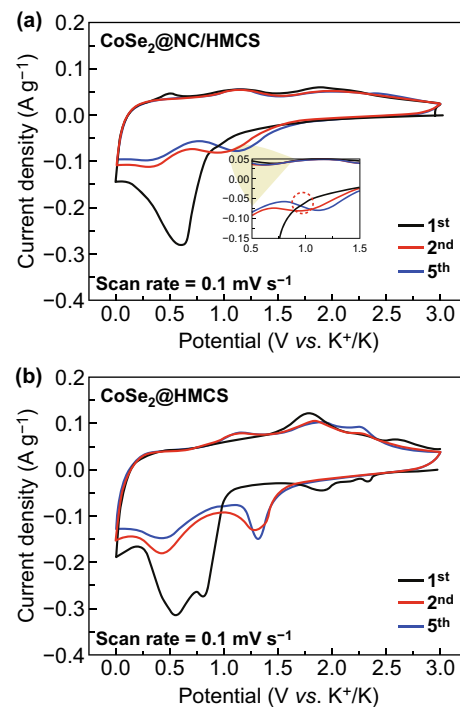 (a)
CoSe₂@NC/HMCS
Current density (A g⁻¹)
0.2
0.1
0.0
−0.1
−0.2
−0.3
−0.4
0.05
0.00
−0.05
−0.10
−0.15
0.5 1.0 1.5
1ˢᵗ
2ⁿᵈ
5ᵗʰ
Scan rate = 0.1 mV s⁻¹
0.0 0.5 1.0 1.5 2.0 2.5 3.0
Potential (V vs. K⁺/K)
(b)
CoSe₂@HMCS
Current density (A g⁻¹)
0.2
0.1
0.0
−0.1
−0.2
−0.3
−0.4
1ˢᵗ
2ⁿᵈ
5ᵗʰ
Scan rate = 0.1 mV s⁻¹
0.0 0.5 1.0 1.5 2.0 2.5 3.0
Potential (V vs. K⁺/K)